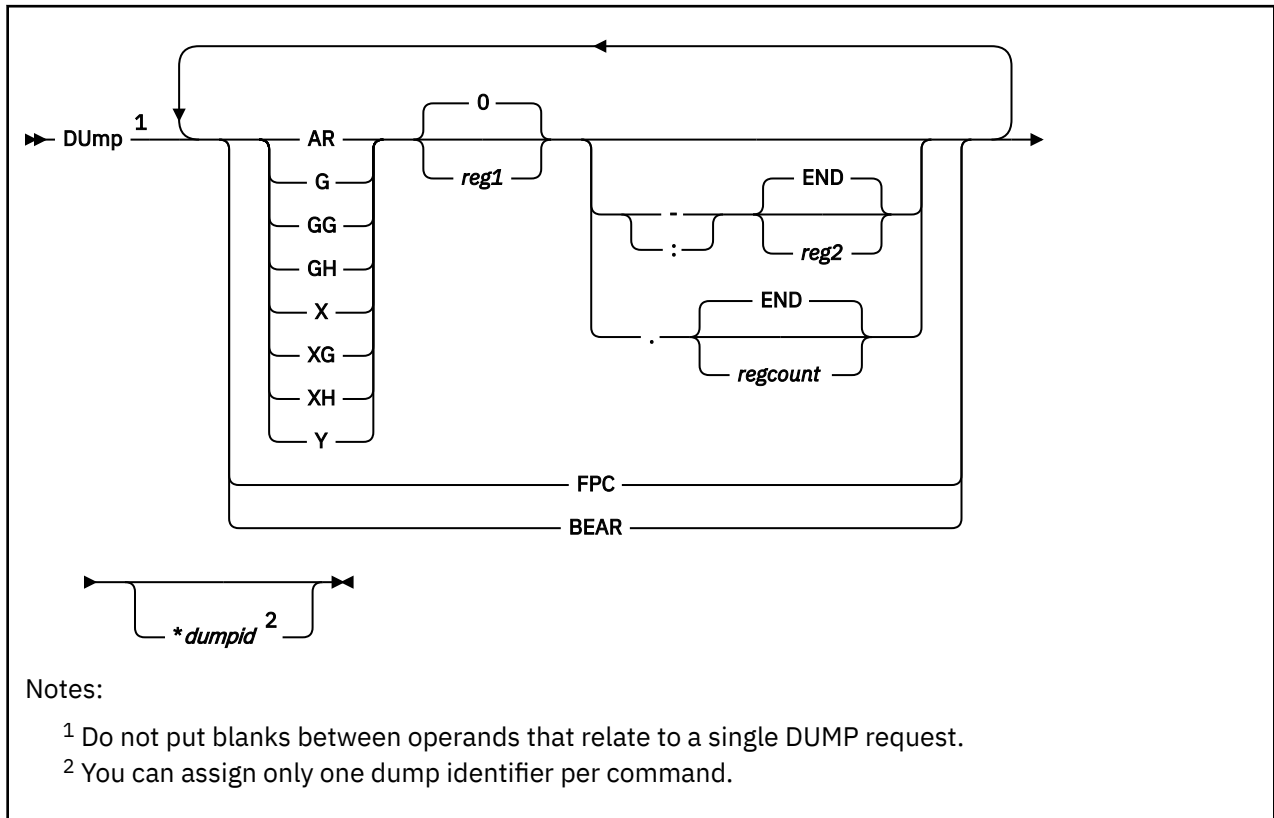 0
DUmp 1 AR
reg1
G END
-
GG :
reg2
GH
X END
.
XG regcount
XH
Y
FPC
BEAR
*dumpid 2
Notes:
1 Do not put blanks between operands that relate to a single DUMP request.
2 You can assign only one dump identifier per command.